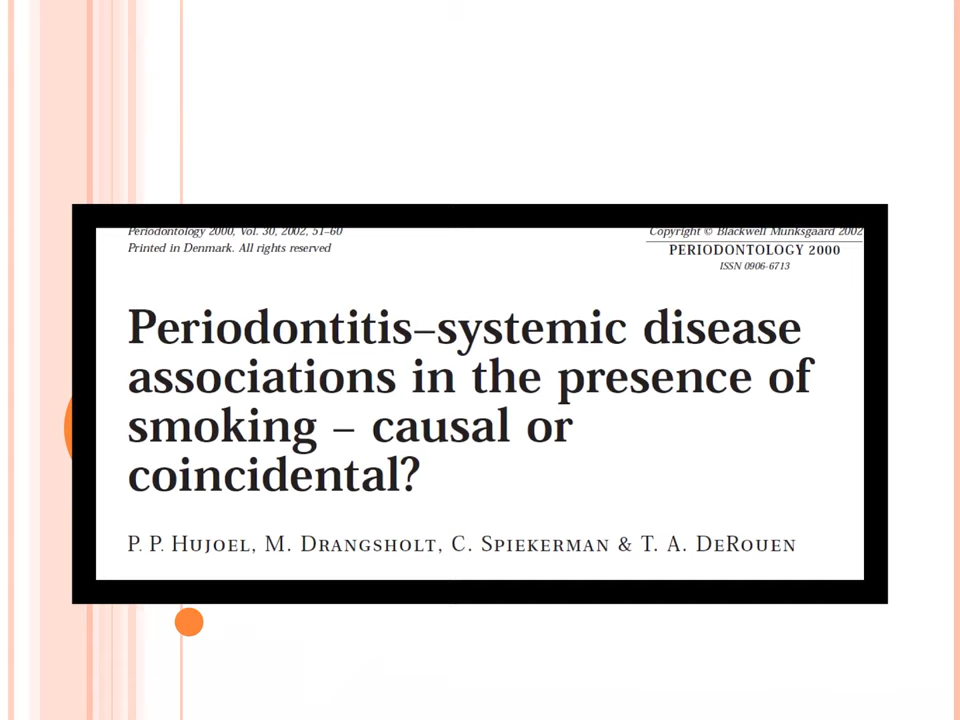 Periodontology 2000, Vol. 30, 2002, 51–60
Printed in Denmark. All rights reserved
Copyright © Blackwell Munksgaard 2002
PERIODONTOLOGY 2000
ISSN 0906-6713
Periodontitis–systemic disease
associations in the presence of
smoking – causal or
coincidental?
P. P. Hujoel, M. Drangsholt, C. Spiekerman & T. A. DeRouen